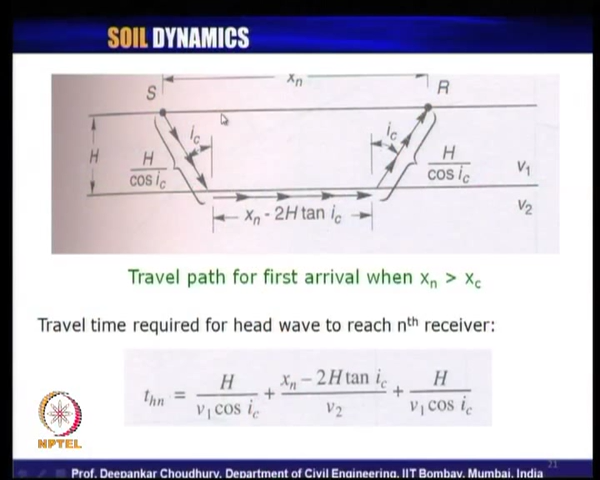 SOIL DYNAMICS
xn
S
R
ic
ic
H
H
cos ic
H
cos ic
v1
v2
xn - 2H tan ic
Travel path for first arrival when xn > xc
Travel time required for head wave to reach nth receiver:
thn = H/(v1 cos ic) + (xn − 2H tan ic)/v2 + H/(v1 cos ic)
NPTEL
21
Prof. Deepankar Choudhury, Department of Civil Engineering, IIT Bombay, Mumbai, India